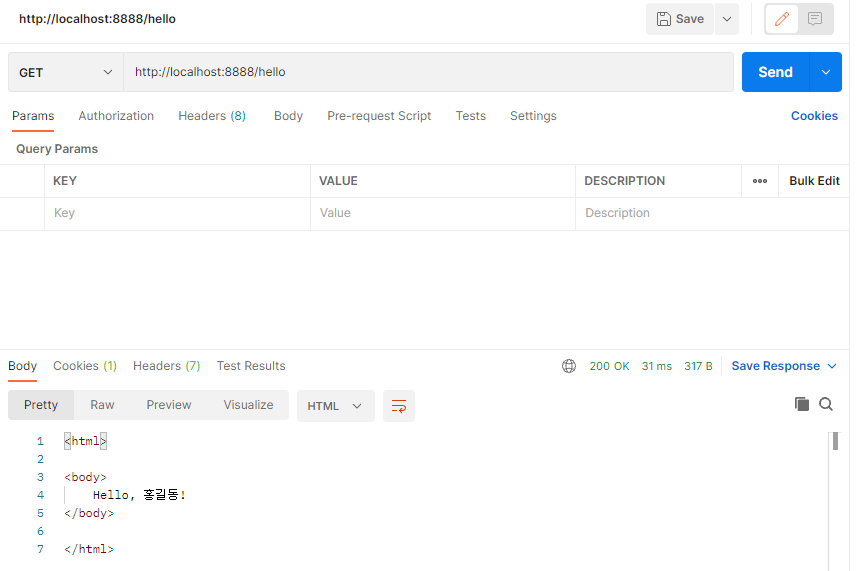 http://localhost:8888/hello
Save
GET
http://localhost:8888/hello
Send
Params Authorization Headers (8) Body Pre-request Script Tests Settings Cookies
Query Params
KEY VALUE DESCRIPTION ••• Bulk Edit
Key Value Description
Body Cookies (1) Headers (7) Test Results 200 OK 31 ms 317 B Save Response
Pretty Raw Preview Visualize HTML
1 <html>
2
3 <body>
4 Hello, 홍길동!
5 </body>
6
7 </html>